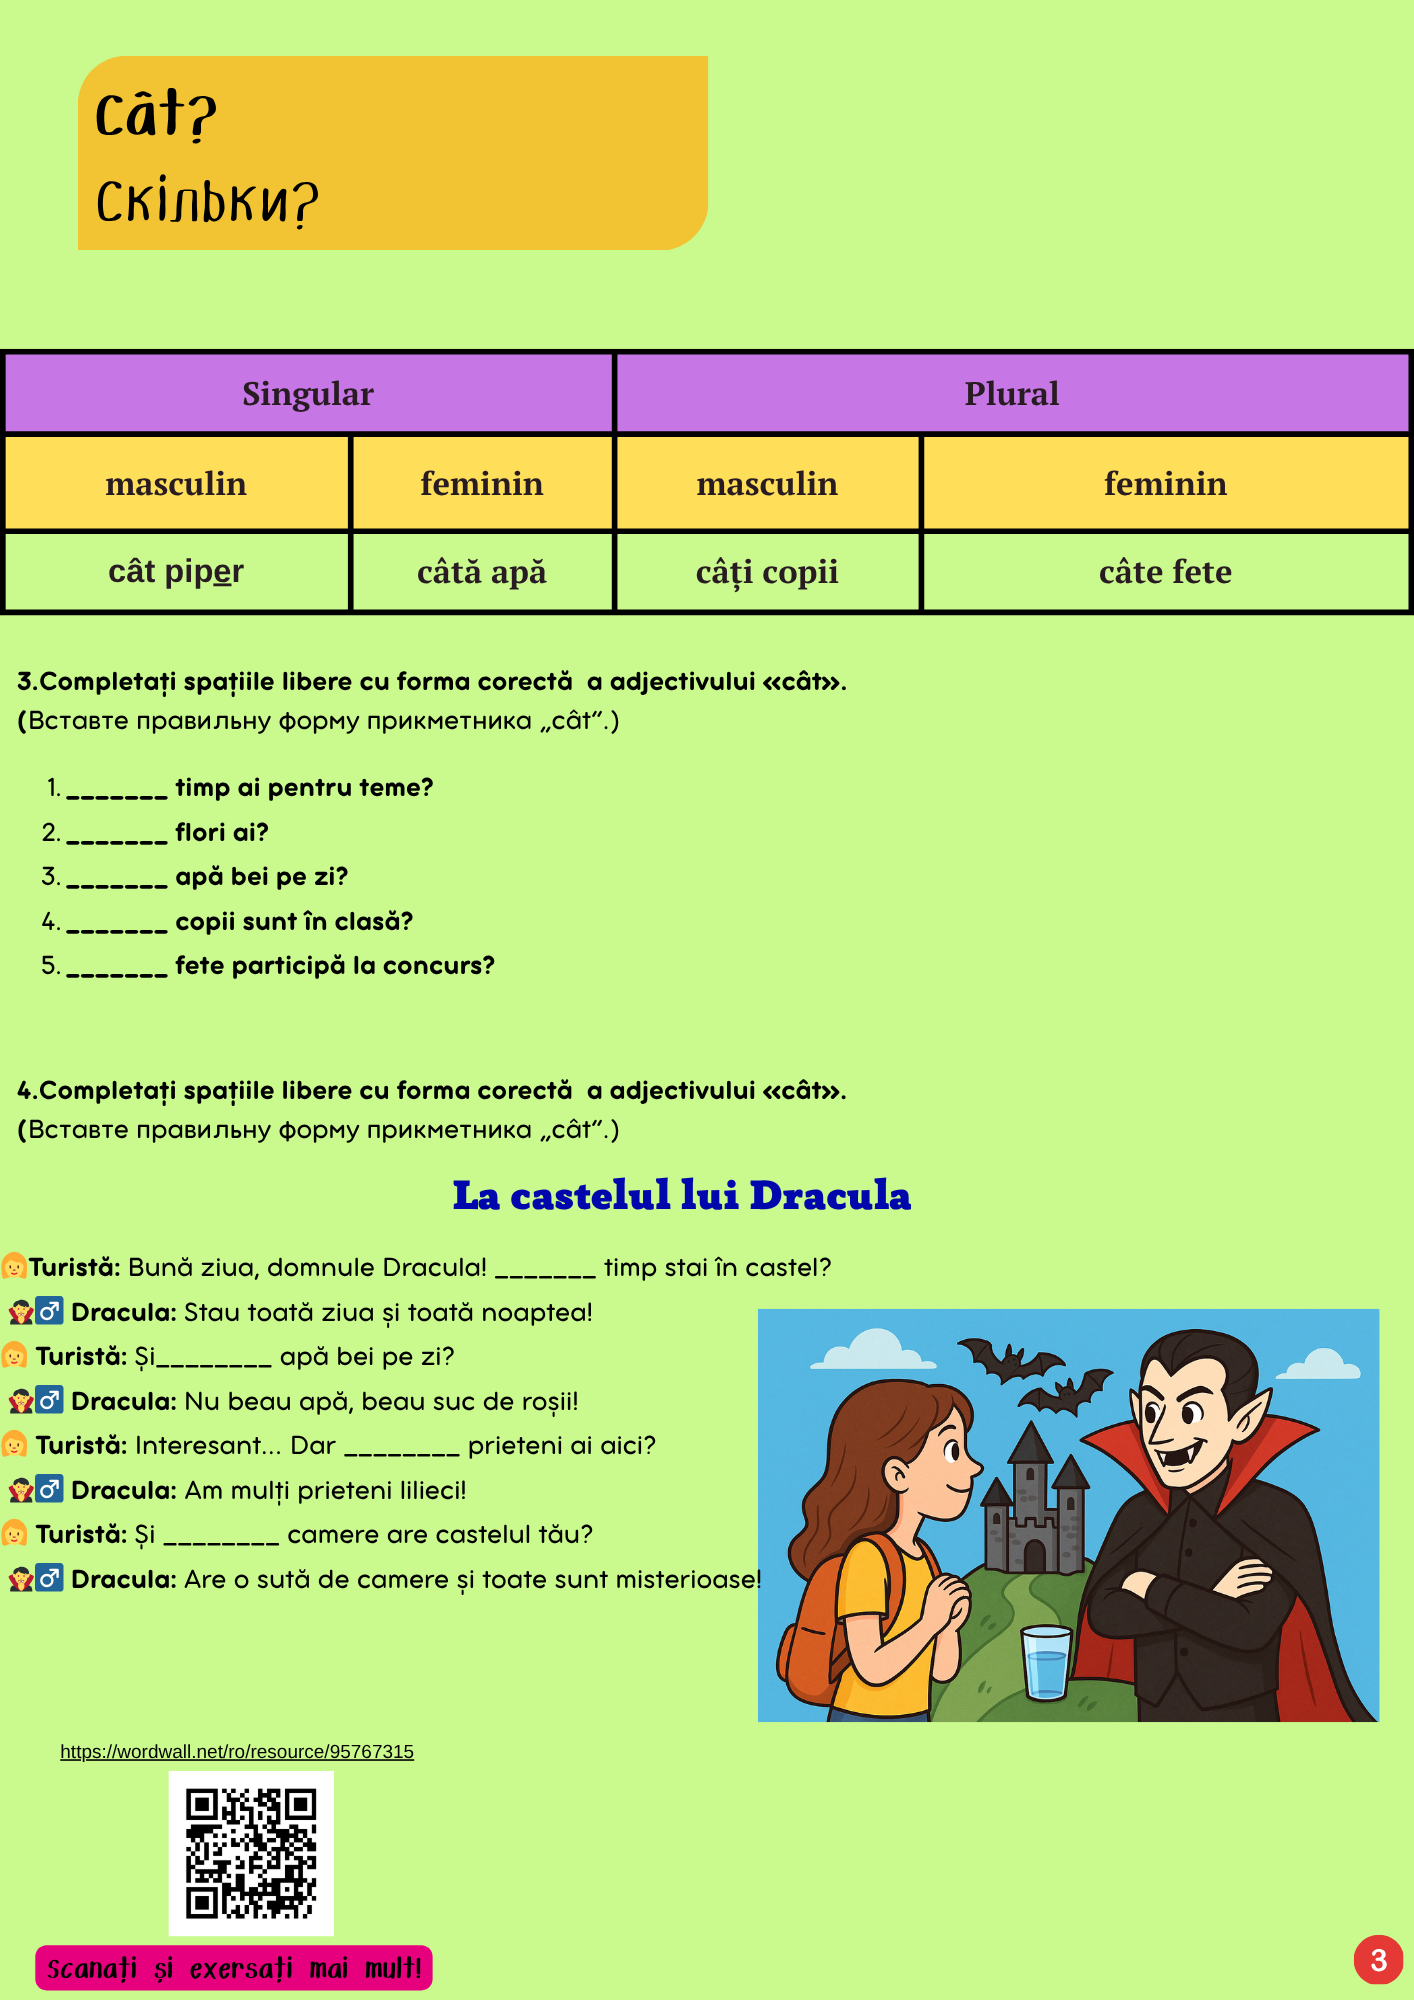 Cât?
Скільки?
Singular Plural
masculin feminin masculin feminin
cât piper câtă apă câți copii câte fete
3.Completați spațiile libere cu forma corectă a adjectivului «cât».
(Вставте правильну форму прикметника „cât”.)
1. _______ timp ai pentru teme?
2. _______ flori ai?
3. _______ apă bei pe zi?
4. _______ copii sunt în clasă?
5. _______ fete participă la concurs?
4.Completați spațiile libere cu forma corectă a adjectivului «cât».
(Вставте правильну форму прикметника „cât”.)
La castelul lui Dracula
Turistă: Bună ziua, domnule Dracula! _______ timp stai în castel?
Dracula: Stau toată ziua și toată noaptea!
Turistă: Și________ apă bei pe zi?
Dracula: Nu beau apă, beau suc de roșii!
Turistă: Interesant... Dar ________ prieteni ai aici?
Dracula: Am mulți prieteni lilieci!
Turistă: Și ________ camere are castelul tău?
Dracula: Are o sută de camere și toate sunt misterioase!
https://wordwall.net/ro/resource/95767315
Scanați și exersați mai mult!
3